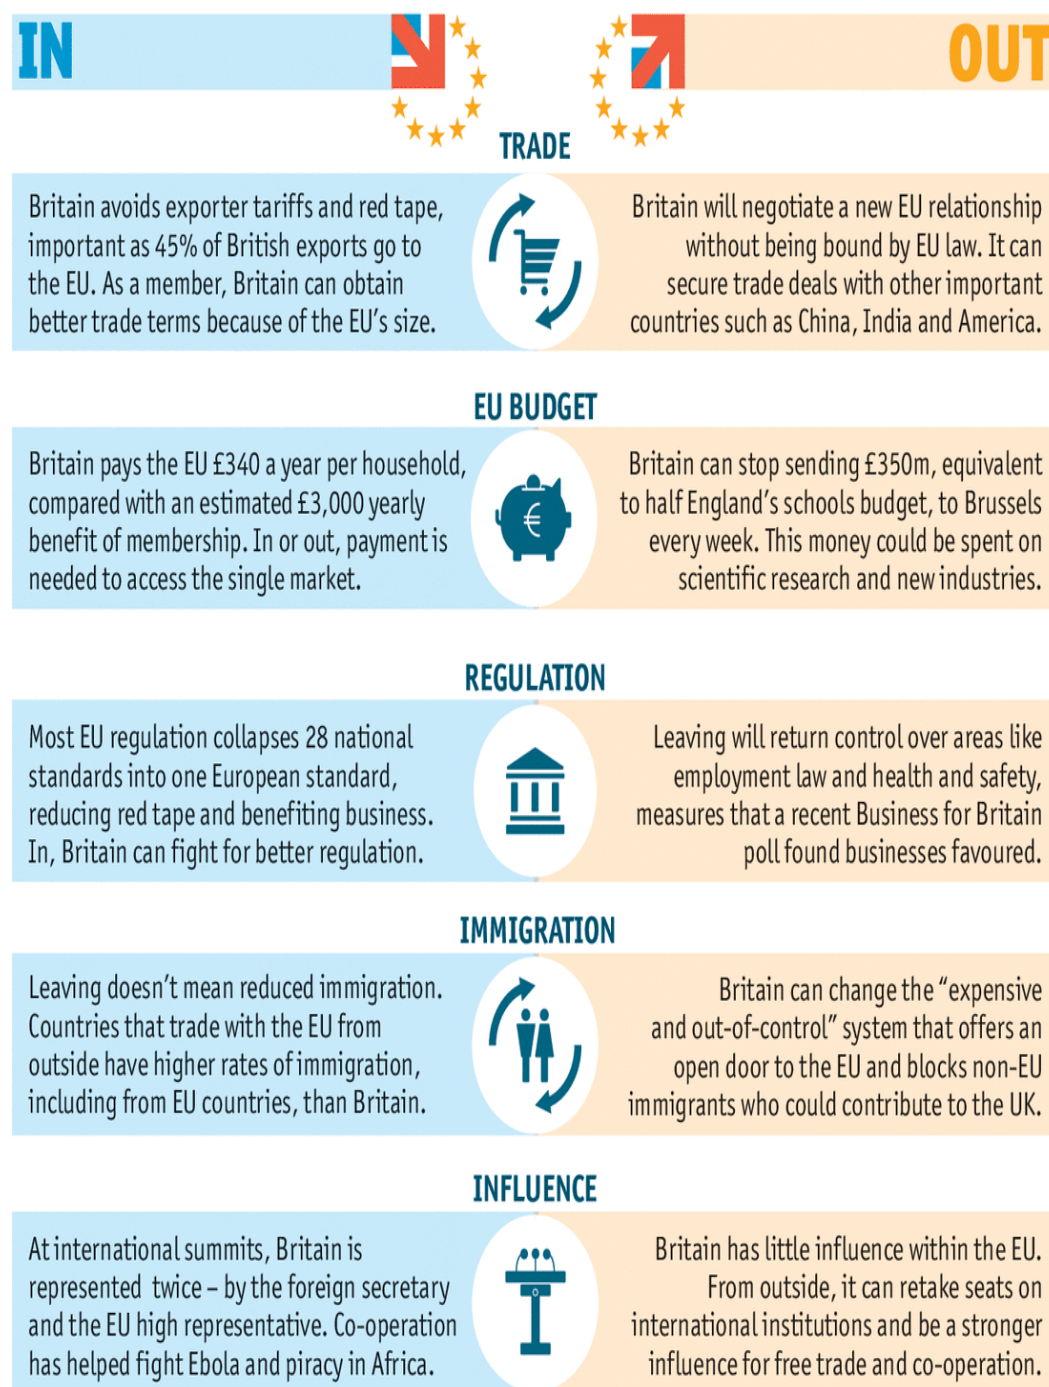 IN
OUT
TRADE
Britain avoids exporter tariffs and red tape,
important as 45% of British exports go to
the EU. As a member, Britain can obtain
better trade terms because of the EU's size.
Britain will negotiate a new EU relationship
without being bound by EU law. It can
secure trade deals with other important
countries such as China, India and America.
EU BUDGET
Britain pays the EU £340 a year per household,
compared with an estimated £3,000 yearly
benefit of membership. In or out, payment is
needed to access the single market.
€
Britain can stop sending £350m, equivalent
to half England's schools budget, to Brussels
every week. This money could be spent on
scientific research and new industries.
REGULATION
Most EU regulation collapses 28 national
standards into one European standard,
reducing red tape and benefiting business.
In, Britain can fight for better regulation.
Leaving will return control over areas like
employment law and health and safety,
measures that a recent Business for Britain
poll found businesses favoured.
IMMIGRATION
Leaving doesn't mean reduced immigration.
Countries that trade with the EU from
outside have higher rates of immigration,
including from EU countries, than Britain.
Britain can change the “expensive
and out-of-control” system that offers an
open door to the EU and blocks non-EU
immigrants who could contribute to the UK.
INFLUENCE
At international summits, Britain is
represented twice – by the foreign secretary
and the EU high representative. Co-operation
has helped fight Ebola and piracy in Africa.
Britain has little influence within the EU.
From outside, it can retake seats on
international institutions and be a stronger
influence for free trade and co-operation.